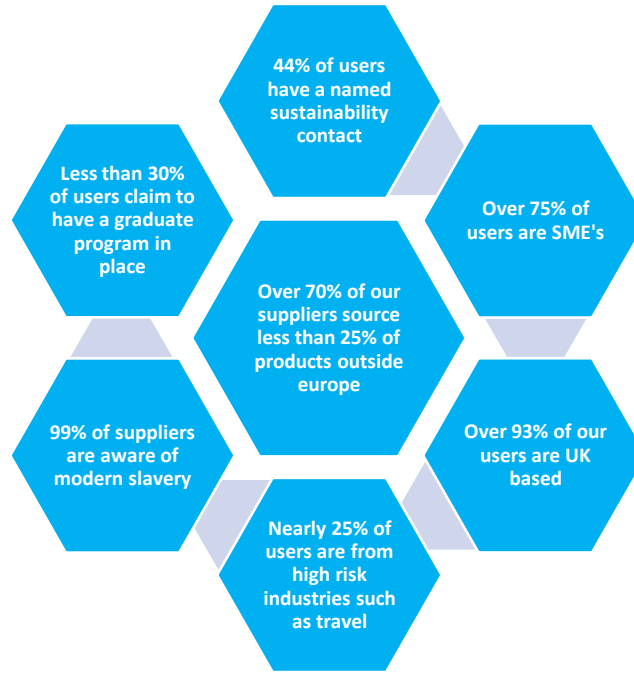 44% of users
have a named
sustainability
contact
Less than 30%
of users claim to
have a graduate
program in
place
Over 75% of
users are SME's
Over 70% of our
suppliers source
less than 25% of
products outside
europe
99% of suppliers
are aware of
modern slavery
Over 93% of our
users are UK
based
Nearly 25% of
users are from
high risk
industries such
as travel